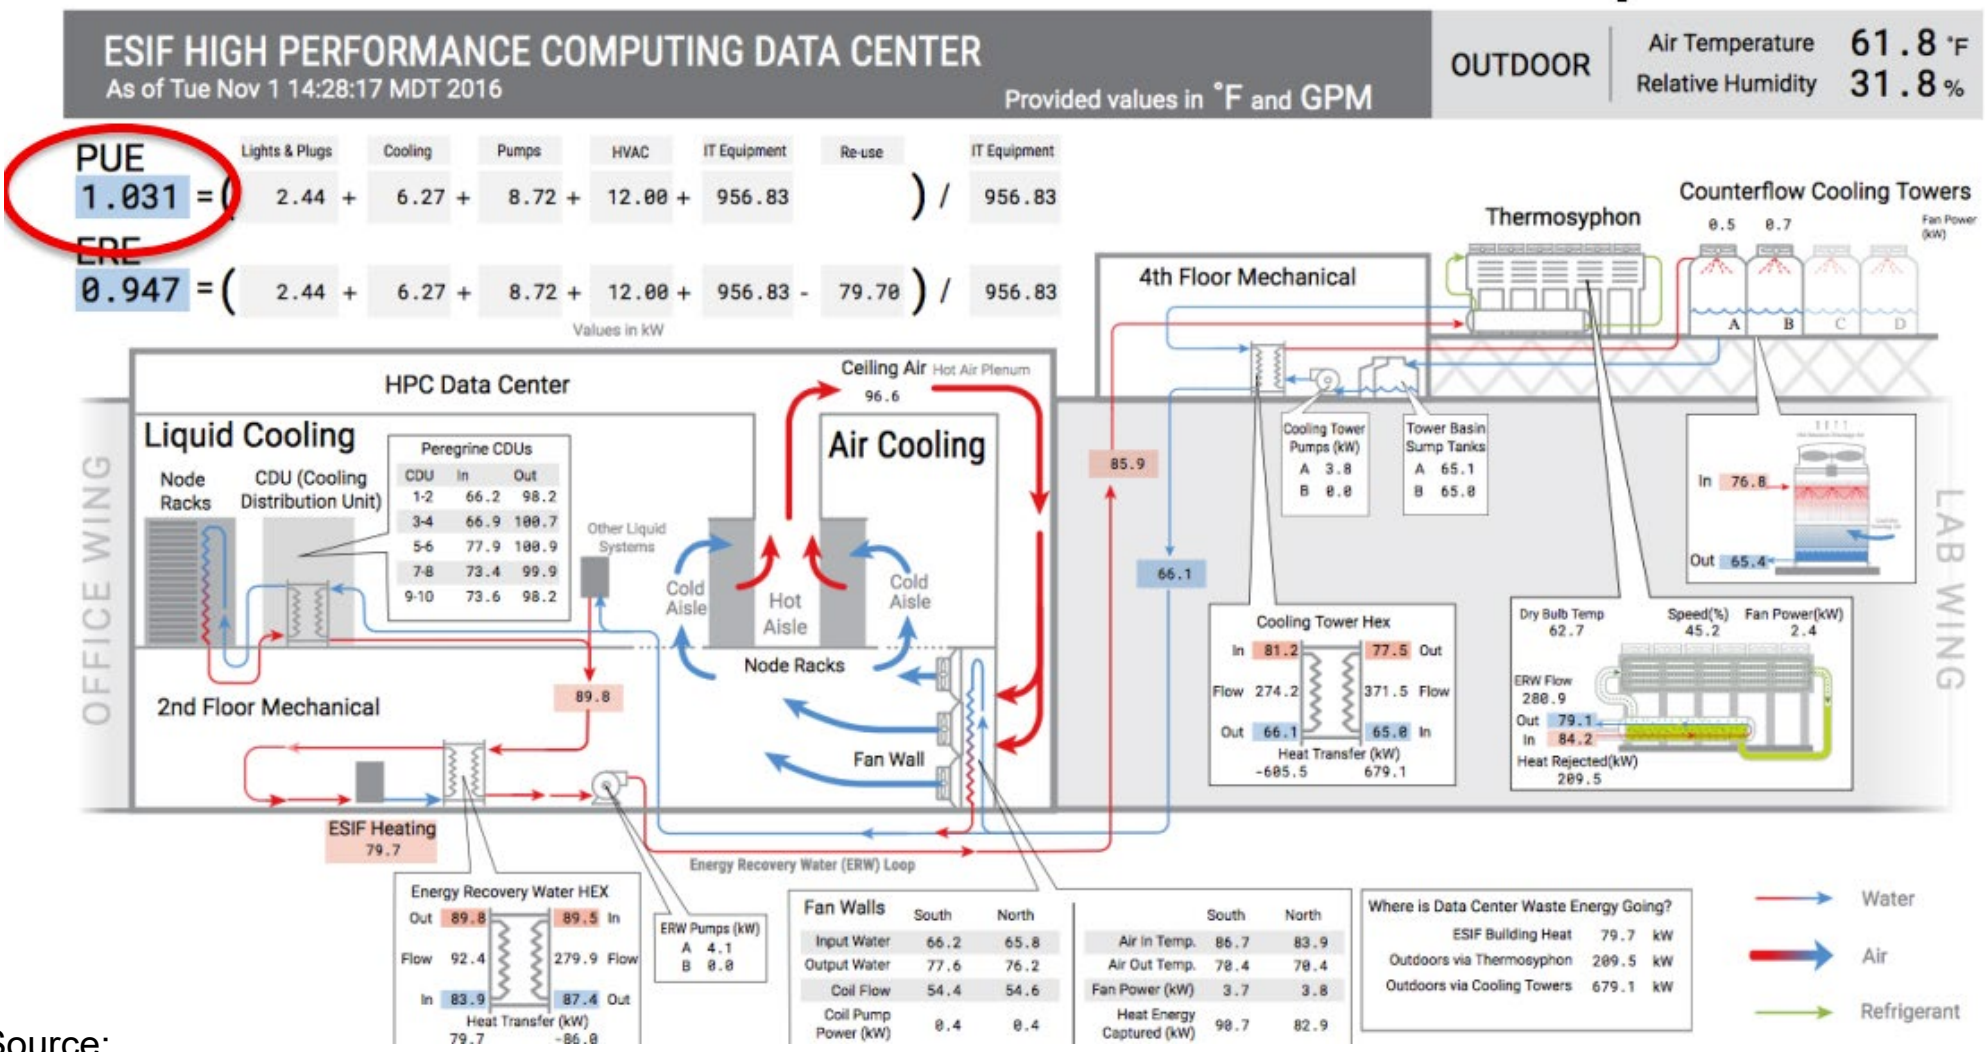 ESIF HIGH PERFORMANCE COMPUTING DATA CENTER
As of Tue Nov 1 14:28:17 MDT 2016
Provided values in °F and GPM
OUTDOOR
Air Temperature 61.8 °F
Relative Humidity 31.8 %
PUE
Lights & Plugs Cooling Pumps HVAC IT Equipment Re-use IT Equipment
1.031 = ( 2.44 + 6.27 + 8.72 + 12.00 + 956.83 ) / 956.83
ERE
0.947 = ( 2.44 + 6.27 + 8.72 + 12.00 + 956.83 - 79.70 ) / 956.83
Values in kW
Counterflow Cooling Towers
0.5 0.7
Fan Power
(kW)
A B C D
Thermosyphon
4th Floor Mechanical
HPC Data Center
Ceiling Air Hot Air Plenum
96.6
Liquid Cooling
Air Cooling
Node
Racks
CDU (Cooling
Distribution Unit)
Peregrine CDUs
CDU In Out
1-2 66.2 98.2
3-4 66.9 100.7
5-6 77.9 100.9
7-8 73.4 99.9
9-10 73.6 98.2
Other Liquid
Systems
Cold
Aisle
Hot
Aisle
Cold
Aisle
Node Racks
OFFICE WING
LAB WING
85.9
66.1
Cooling Tower
Pumps (kW)
A 3.8
B 0.0
Tower Basin
Sump Tanks
A 65.1
B 65.0
In 76.8
Out 65.4
Cooling Tower Hex
In 81.2 77.5 Out
Flow 274.2 371.5 Flow
Out 66.1 65.0 In
Heat Transfer (kW)
-605.5 679.1
Dry Bulb Temp Speed(%) Fan Power(kW)
62.7 45.2 2.4
ERW Flow
280.9
Out 79.1
In 84.2
Heat Rejected(kW)
209.5
2nd Floor Mechanical
89.8
Fan Wall
ESIF Heating
79.7
Energy Recovery Water (ERW) Loop
Energy Recovery Water HEX
Out 89.8 89.5 In
Flow 92.4 279.9 Flow
In 83.9 87.4 Out
Heat Transfer (kW)
79.7 -86.0
ERW Pumps (kW)
A 4.1
B 0.0
Fan Walls South North
Input Water 66.2 65.8
Output Water 77.6 76.2
Coil Flow 54.4 54.6
Coil Pump
Power (kW) 0.4 0.4
South North
Air In Temp. 86.7 83.9
Air Out Temp. 70.4 70.4
Fan Power (kW) 3.7 3.8
Heat Energy
Captured (kW) 90.7 82.9
Where is Data Center Waste Energy Going?
ESIF Building Heat 79.7 kW
Outdoors via Thermosyphon 209.5 kW
Outdoors via Cooling Towers 679.1 kW
Water
Air
Refrigerant
Source: